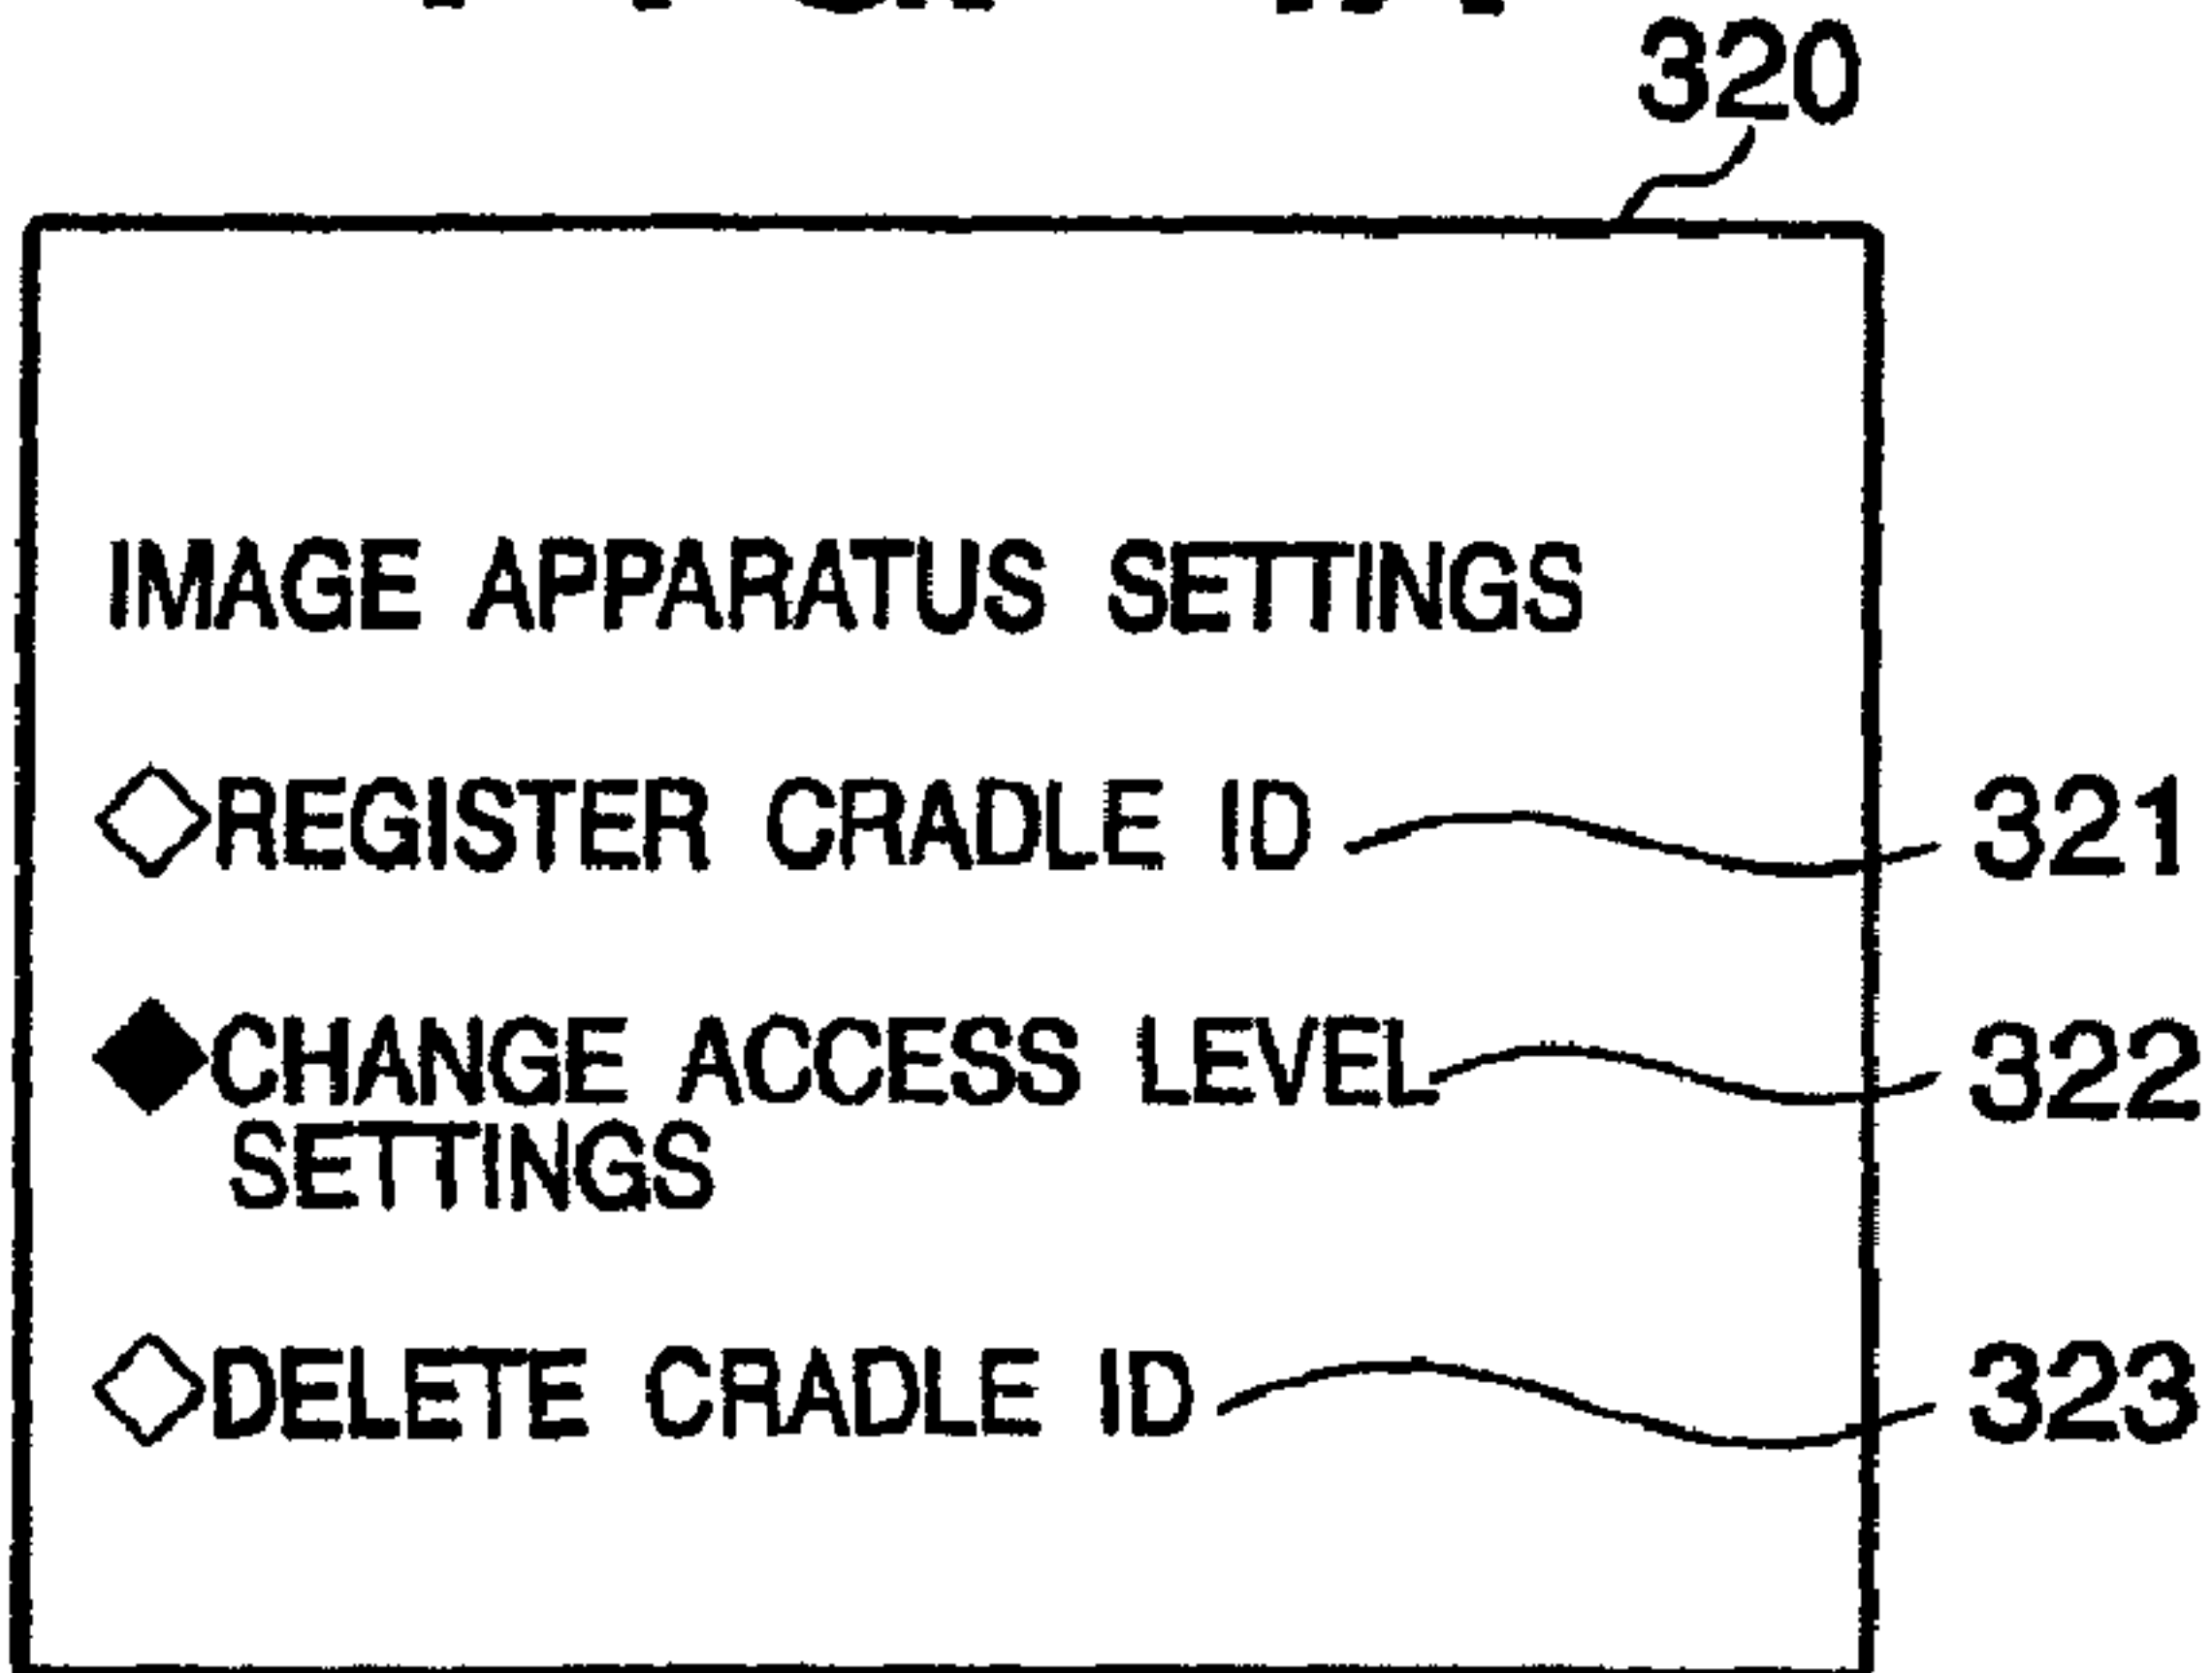 320
IMAGE APPARATUS SETTINGS
◇REGISTER CRADLE ID 321
◆CHANGE ACCESS LEVEL 322
SETTINGS
◇DELETE CRADLE ID 323